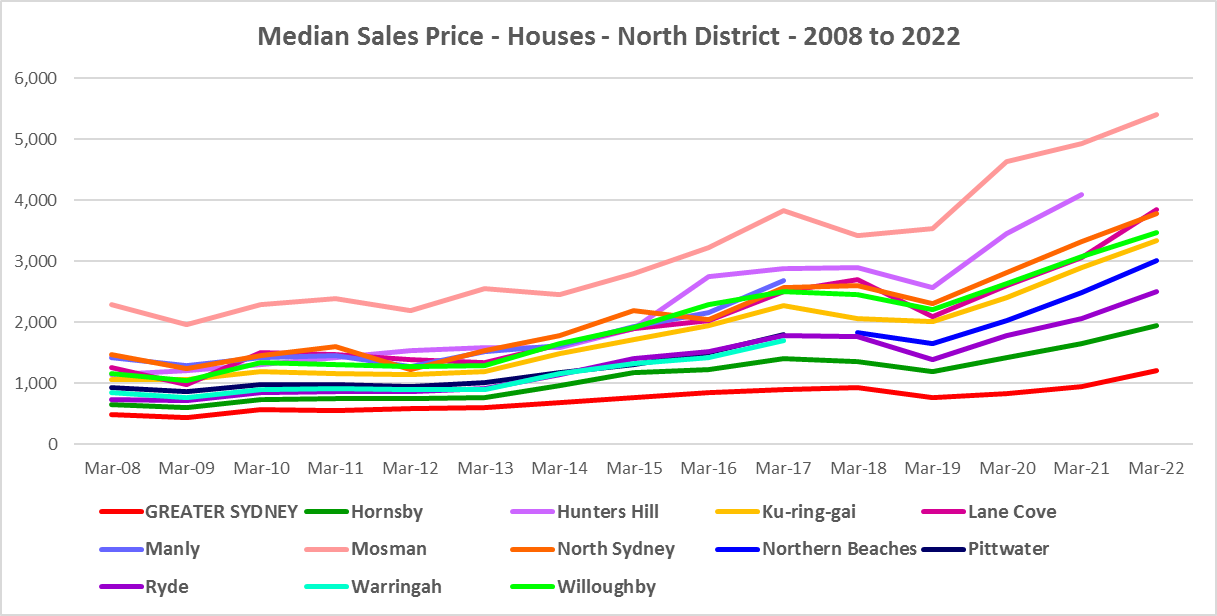 Median Sales Price - Houses - North District - 2008 to 2022
6,000
5,000
4,000
3,000
2,000
1,000
0
Mar-08 Mar-09 Mar-10 Mar-11 Mar-12 Mar-13 Mar-14 Mar-15 Mar-16 Mar-17 Mar-18 Mar-19 Mar-20 Mar-21 Mar-22
GREATER SYDNEY Hornsby Hunters Hill Ku-ring-gai Lane Cove
Manly Mosman North Sydney Northern Beaches Pittwater
Ryde Warringah Willoughby